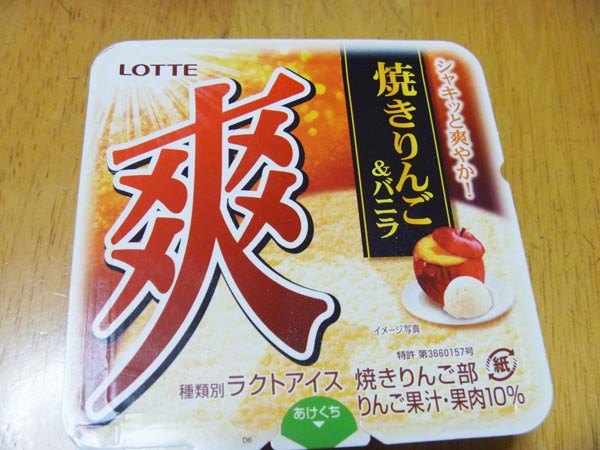 LOTTE
爽
焼きりんご
&バニラ
シャキッと爽やか!
イメージ写真
特許 第3660157号
種類別 ラクトアイス
焼きりんご部
りんご果汁・果肉10%
紙
あけくち
D6